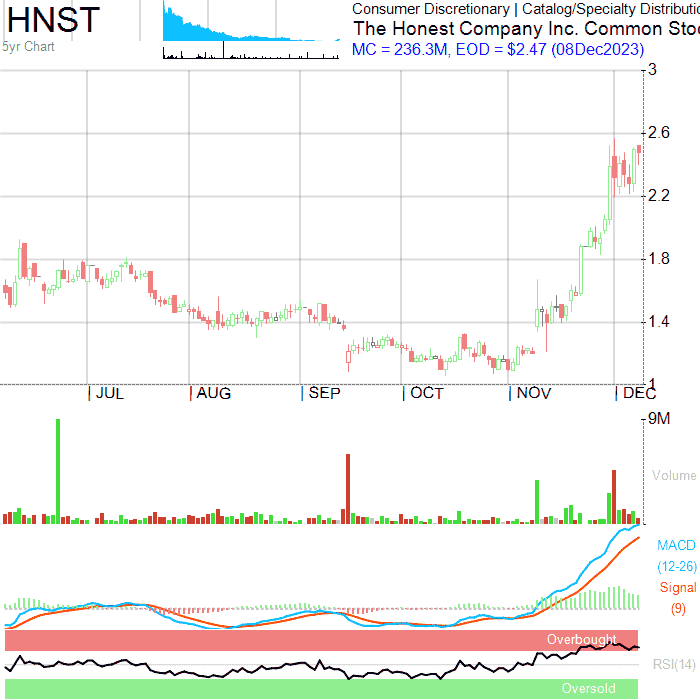 HNST
5yr Chart
Consumer Discretionary | Catalog/Specialty Distributio
The Honest Company Inc. Common Stoc
MC = 236.3M, EOD = $2.47 (08Dec2023)
3
2.6
2.2
1.8
1.4
1
JUL AUG SEP OCT NOV DEC
9M
Volume
MACD
(12-26)
Signal
(9)
Overbought
RSI(14)
Oversold